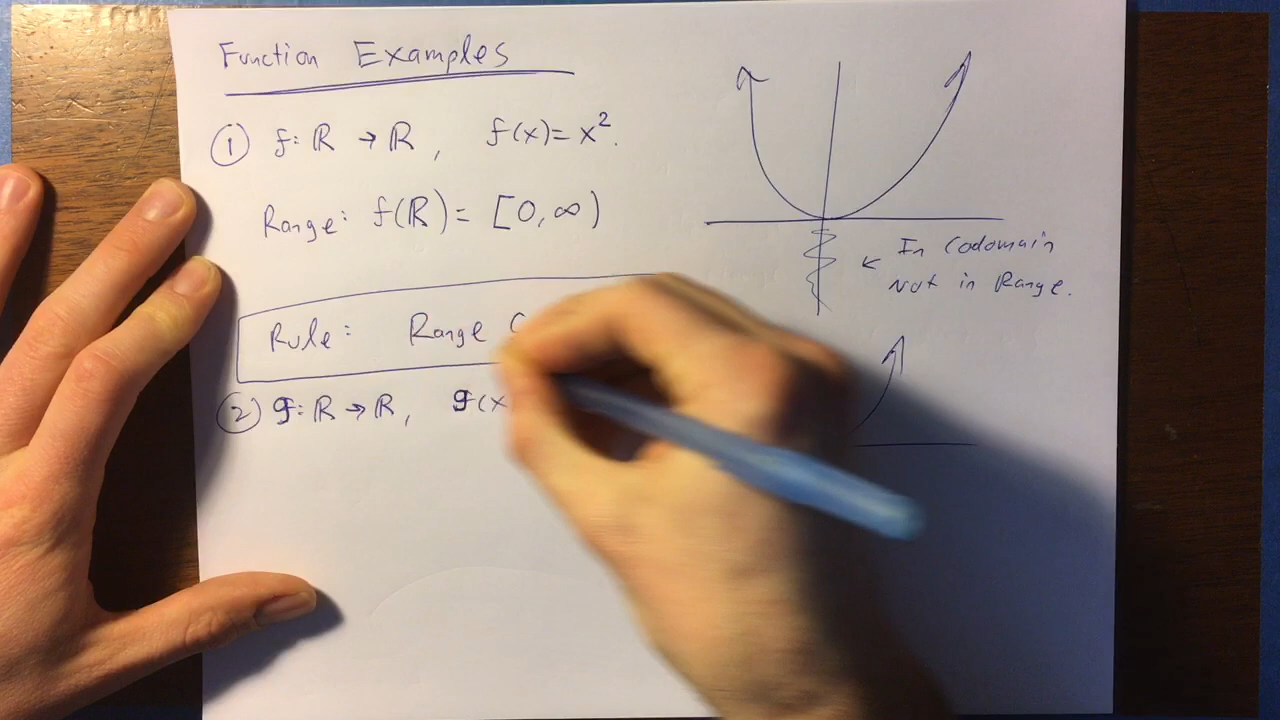 Function Examples
① f: ℝ → ℝ, f(x) = x².
Range: f(ℝ) = [0, ∞)
← In Codomain
Not in Range.
Rule: Range
② g: ℝ → ℝ, g(x